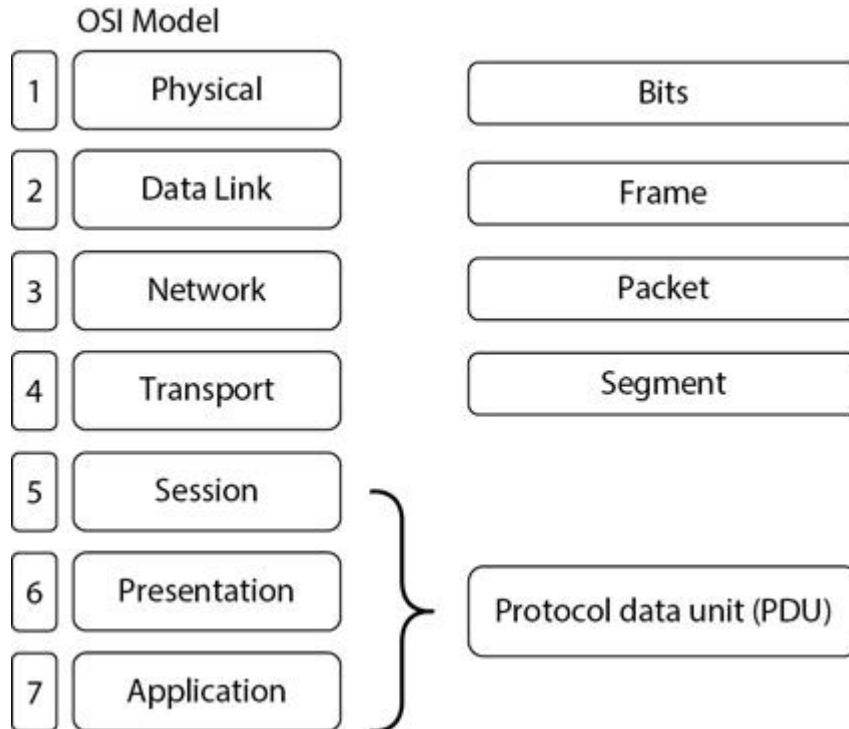 OSI Model
1 Physical Bits
2 Data Link Frame
3 Network Packet
4 Transport Segment
5 Session
6 Presentation Protocol data unit (PDU)
7 Application